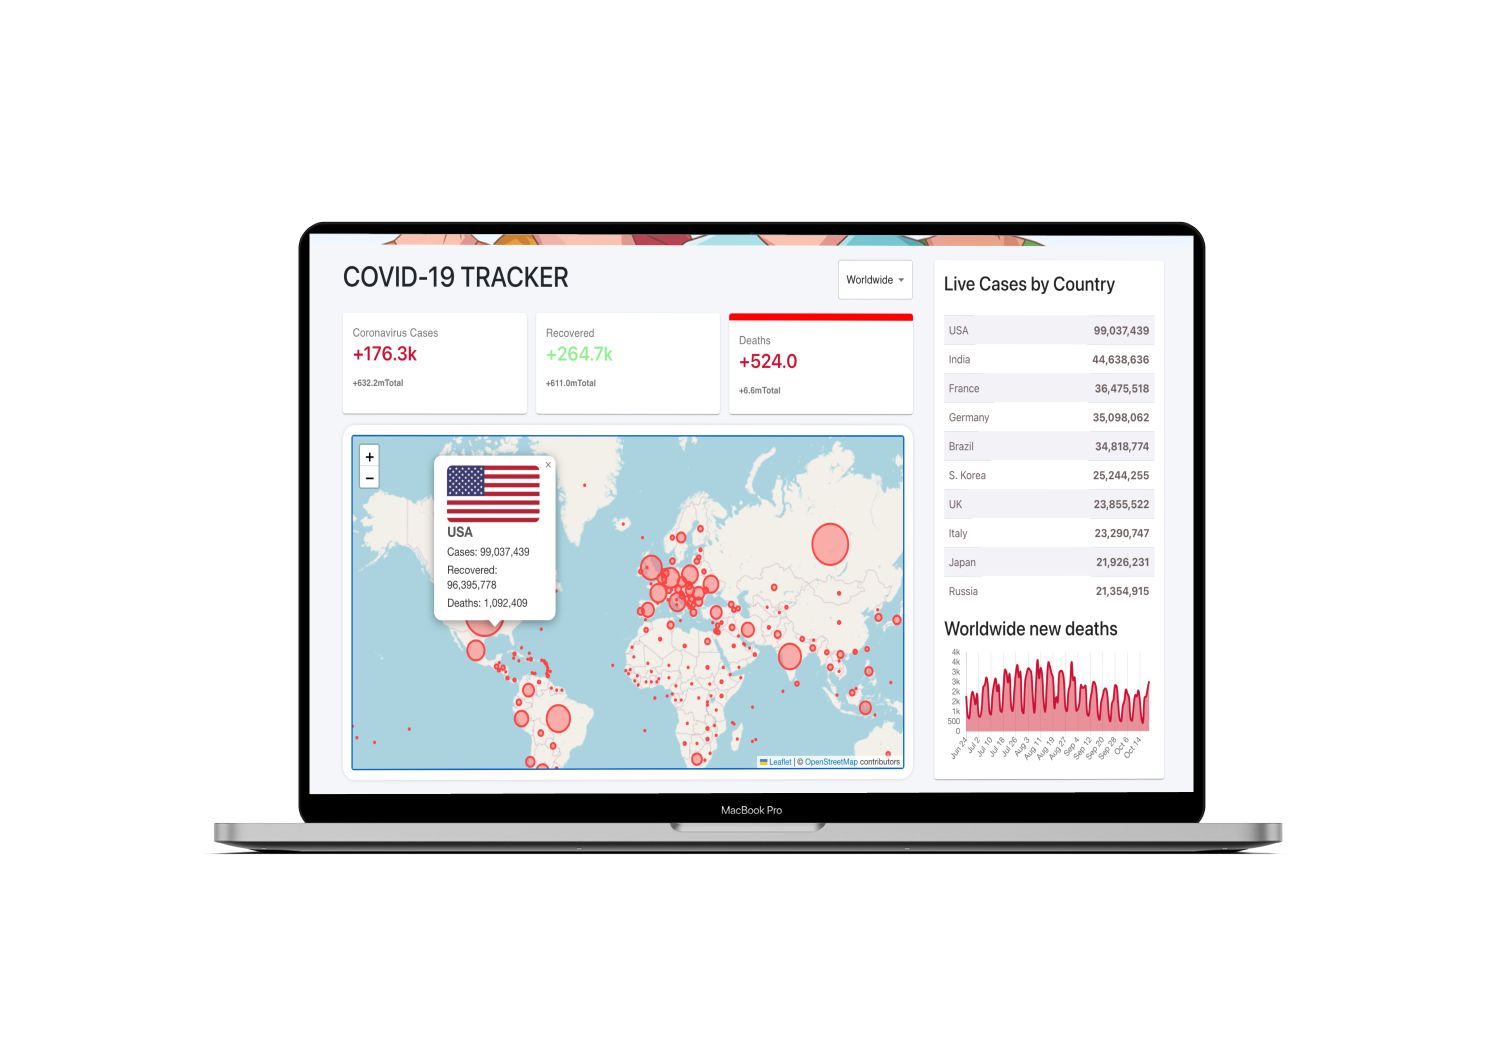 COVID-19 TRACKER
Worldwide
Coronavirus Cases
+176.3k
+632.2mTotal
Recovered
+264.7k
+611.0mTotal
Deaths
+524.0
+6.6mTotal
+
−
×
USA
Cases: 99,037,439
Recovered:
96,395,778
Deaths: 1,092,409
Leaflet | © OpenStreetMap contributors
Live Cases by Country
USA 99,037,439
India 44,638,636
France 36,475,518
Germany 35,098,062
Brazil 34,818,774
S. Korea 25,244,255
UK 23,855,522
Italy 23,290,747
Japan 21,926,231
Russia 21,354,915
Worldwide new deaths
4k
4k
3k
3k
2k
2k
1k
500
0
Jun 24 Jul 2 Jul 10 Jul 18 Jul 26 Aug 3 Aug 11 Aug 19 Aug 27 Sep 4 Sep 12 Sep 20 Sep 28 Oct 6 Oct 14
MacBook Pro